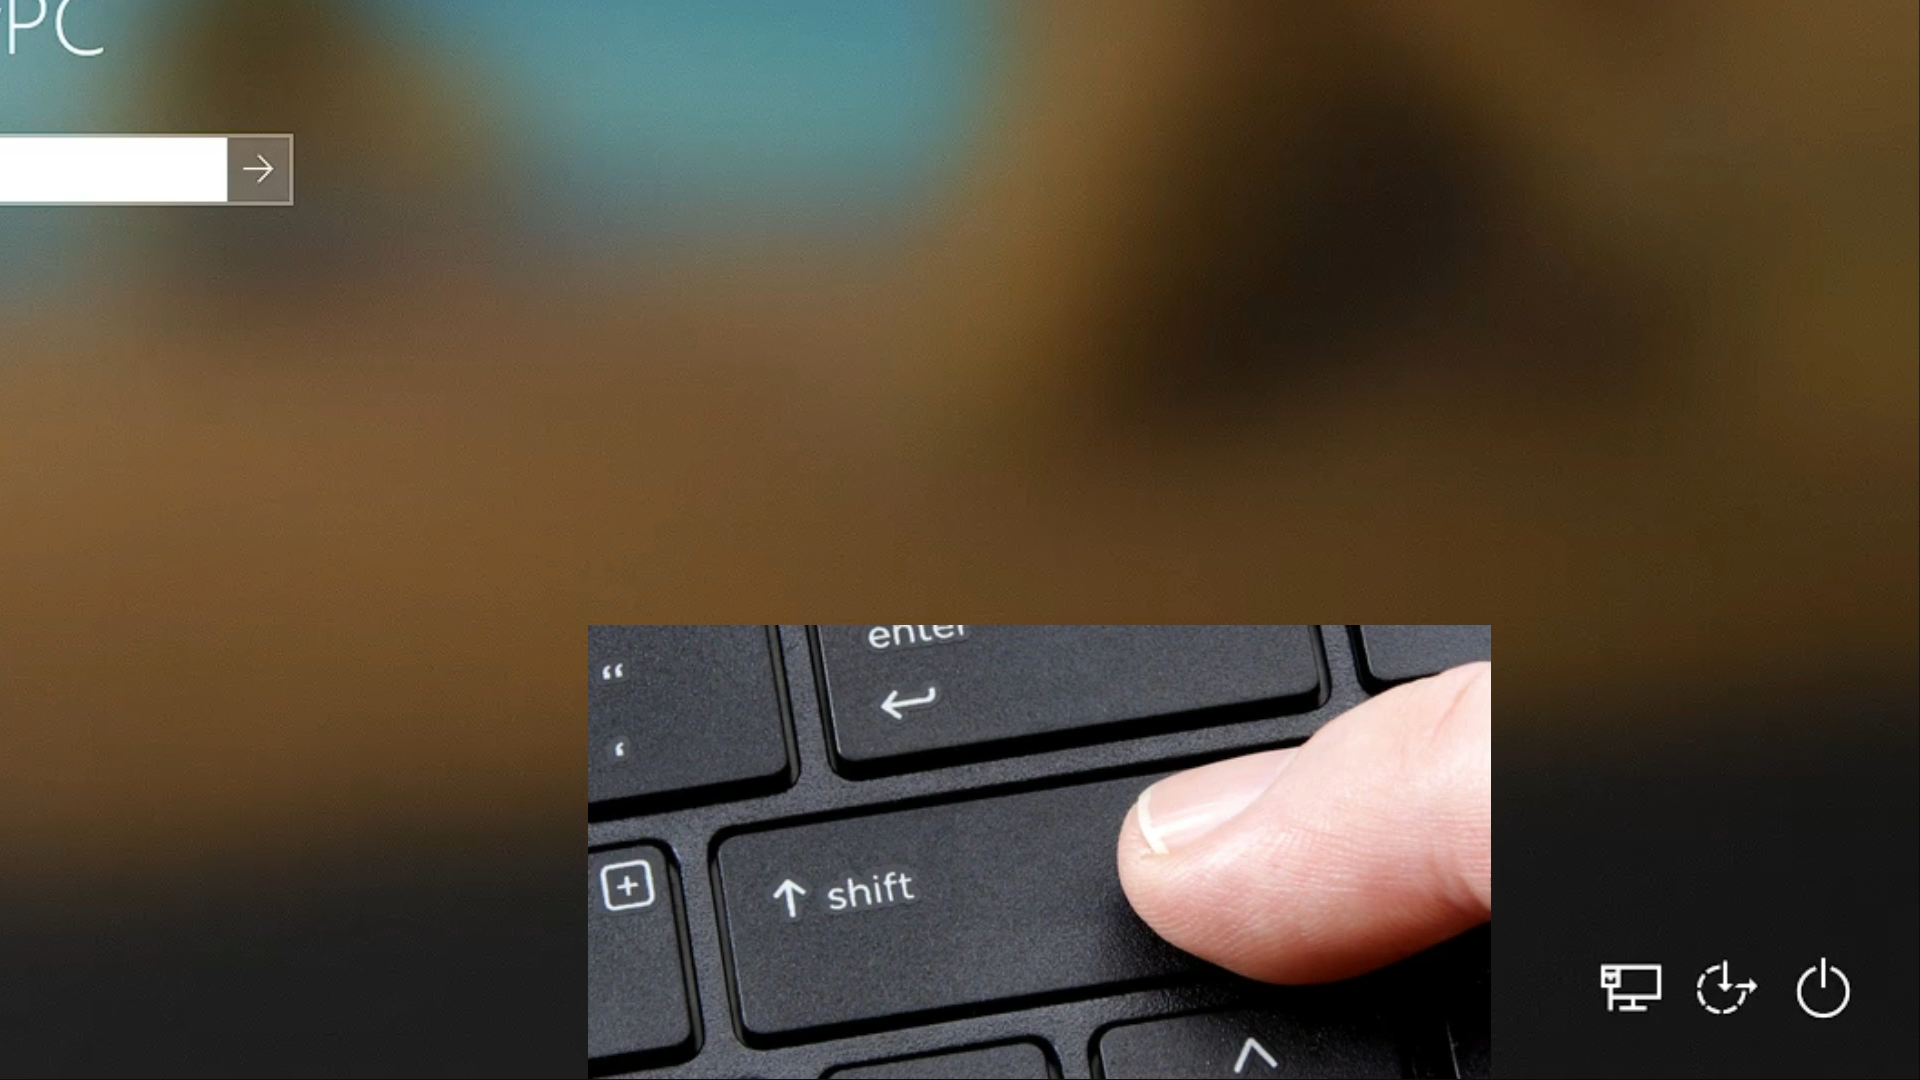 PC
enter
“
‘
shift